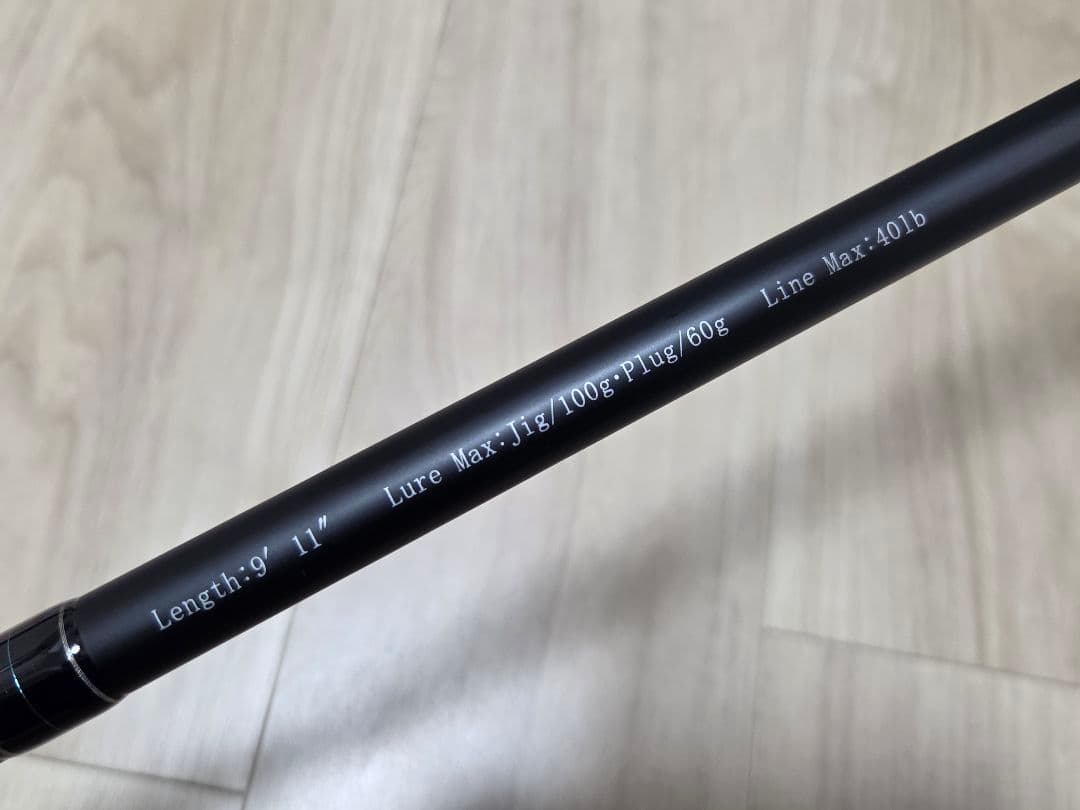 Length:9′ 11″ Lure Max:Jig/100g・Plug/60g Line Max:40lb